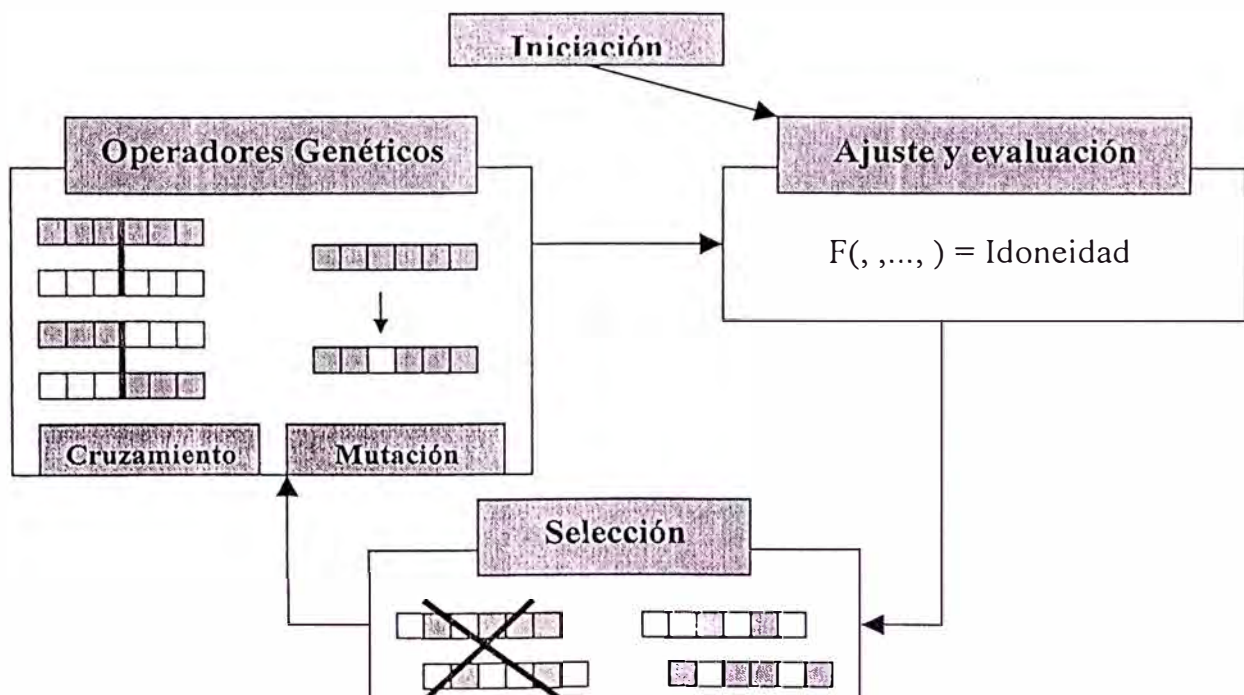 Iniciación
Operadores Genéticos
Ajuste y evaluación
F(, ,..., ) = Idoneidad
Cruzamiento
Mutación
Selección